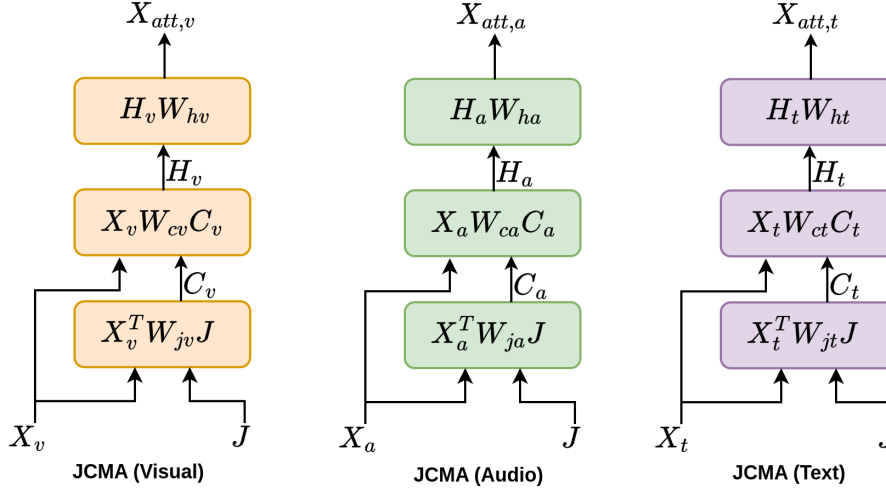 X_{att,v} X_{att,a} X_{att,t}
H_v W_{hv} H_a W_{ha} H_t W_{ht}
H_v H_a H_t
X_v W_{cv} C_v X_a W_{ca} C_a X_t W_{ct} C_t
C_v C_a C_t
X_v^T W_{jv} J X_a^T W_{ja} J X_t^T W_{jt} J
X_v J X_a J X_t J
JCMA (Visual) JCMA (Audio) JCMA (Text)